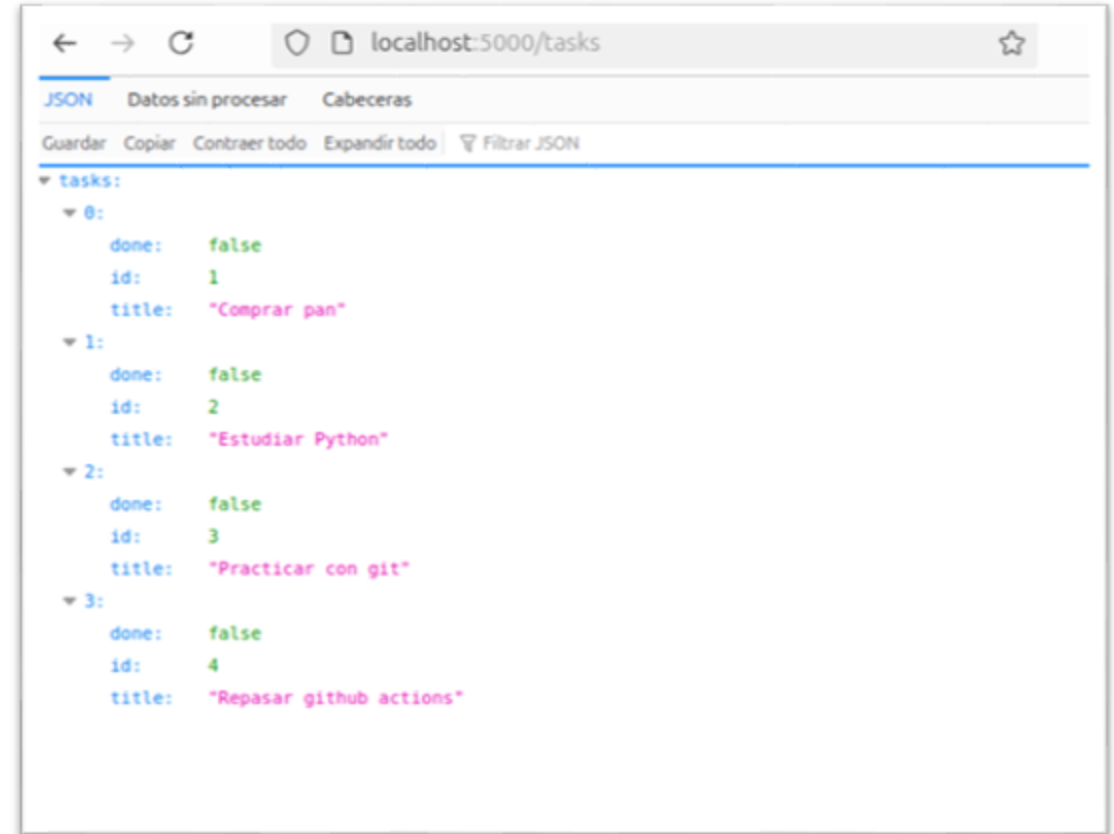 localhost:5000/tasks
JSON Datos sin procesar Cabeceras
Guardar Copiar Contraer todo Expandir todo Filtrar JSON
tasks:
0:
done: false
id: 1
title: "Comprar pan"
1:
done: false
id: 2
title: "Estudiar Python"
2:
done: false
id: 3
title: "Practicar con git"
3:
done: false
id: 4
title: "Repasar github actions"